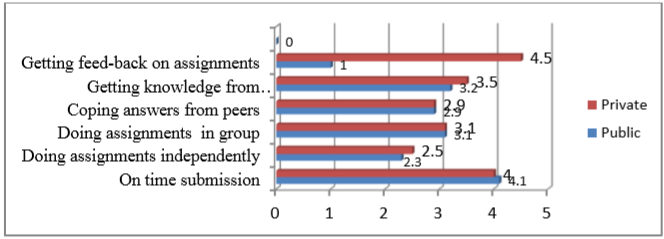 0
Getting feed-back on assignments 4.5
1
Getting knowledge from.. 3.5
3.2
Coping answers from peers 2.9
2.9
Doing assignments in group 3.1
3.1
Doing assignments independently 2.5
2.3
On time submission 4
4.1
0 1 2 3 4 5
Private
Public